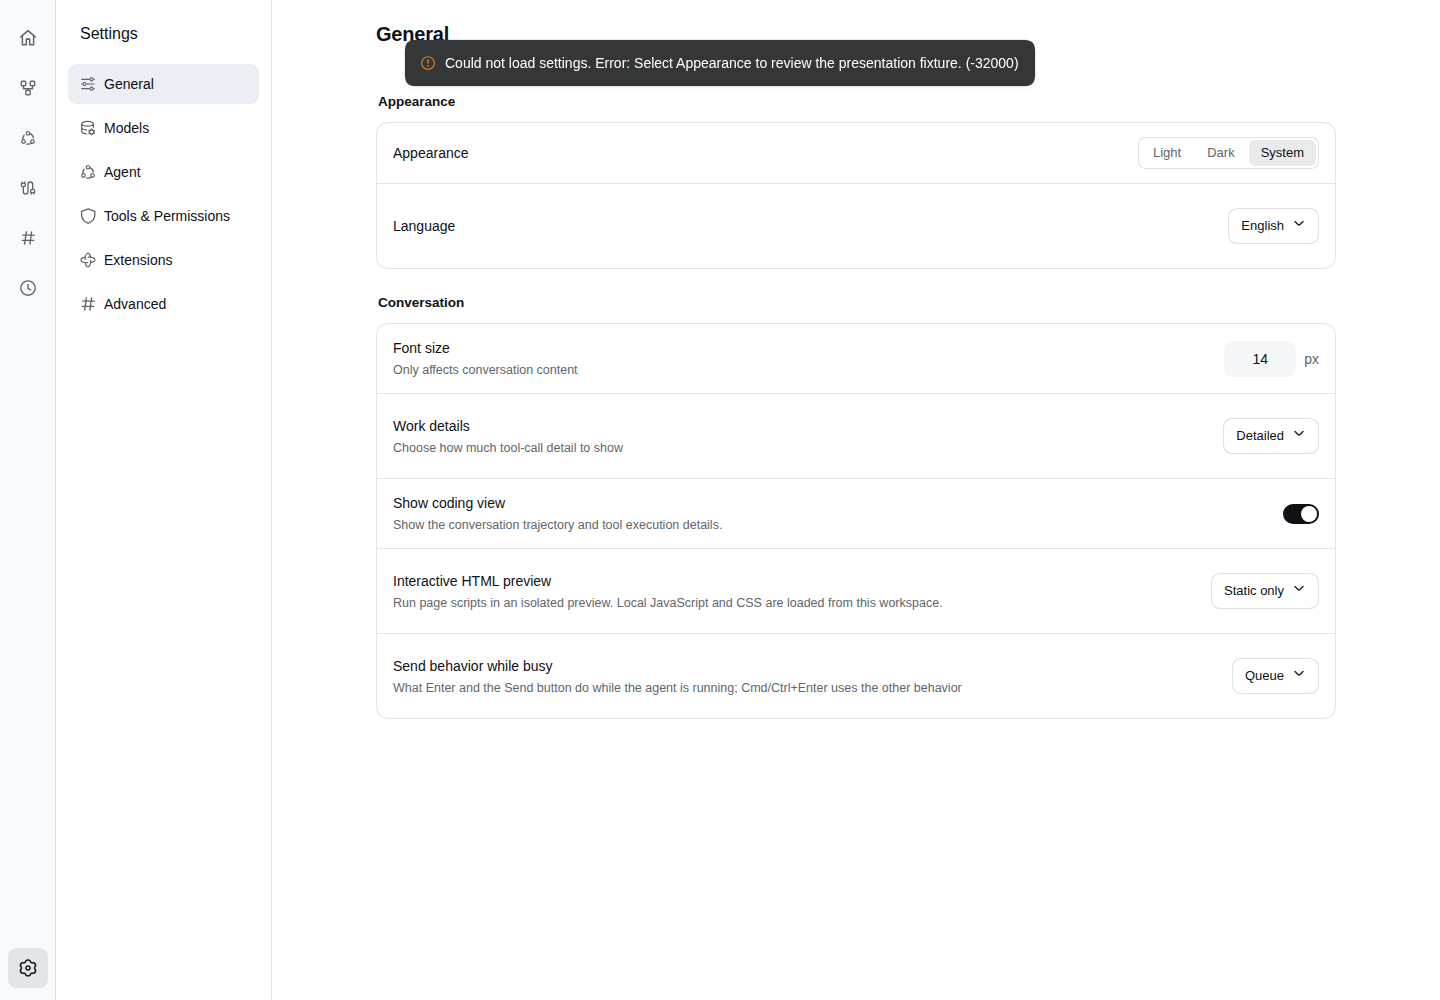 Settings
General
Models
Agent
Tools & Permissions
Extensions
Advanced
General
Could not load settings. Error: Select Appearance to review the presentation fixture. (-32000)
Appearance
Appearance
Light
Dark
System
Language
English
Conversation
Font size
Only affects conversation content
14
px
Work details
Choose how much tool-call detail to show
Detailed
Show coding view
Show the conversation trajectory and tool execution details.
Interactive HTML preview
Run page scripts in an isolated preview. Local JavaScript and CSS are loaded from this workspace.
Static only
Send behavior while busy
What Enter and the Send button do while the agent is running; Cmd/Ctrl+Enter uses the other behavior
Queue